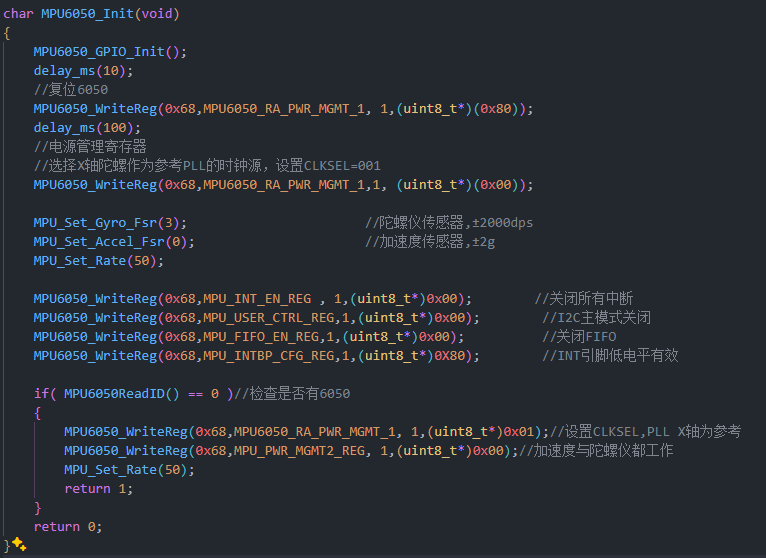 char MPU6050_Init(void)
{
    MPU6050_GPIO_Init();
    delay_ms(10);
    //复位6050
    MPU6050_WriteReg(0x68,MPU6050_RA_PWR_MGMT_1, 1,(uint8_t*)(0x80));
    delay_ms(100);
    //电源管理寄存器
    //选择X轴陀螺作为参考PLL的时钟源，设置CLKSEL=001
    MPU6050_WriteReg(0x68,MPU6050_RA_PWR_MGMT_1,1, (uint8_t*)(0x00));
    MPU_Set_Gyro_Fsr(3);                       //陀螺仪传感器,±2000dps
    MPU_Set_Accel_Fsr(0);                      //加速度传感器,±2g
    MPU_Set_Rate(50);
    MPU6050_WriteReg(0x68,MPU_INT_EN_REG , 1,(uint8_t*)0x00);        //关闭所有中断
    MPU6050_WriteReg(0x68,MPU_USER_CTRL_REG,1,(uint8_t*)0x00);        //I2C主模式关闭
    MPU6050_WriteReg(0x68,MPU_FIFO_EN_REG,1,(uint8_t*)0x00);          //关闭FIFO
    MPU6050_WriteReg(0x68,MPU_INTBP_CFG_REG,1,(uint8_t*)0X80);        //INT引脚低电平有效
    if( MPU6050ReadID() == 0 )//检查是否有6050
    {
        MPU6050_WriteReg(0x68,MPU6050_RA_PWR_MGMT_1, 1,(uint8_t*)0x01);//设置CLKSEL,PLL X轴为参考
        MPU6050_WriteReg(0x68,MPU_PWR_MGMT2_REG, 1,(uint8_t*)0x00);//加速度与陀螺仪都工作
        MPU_Set_Rate(50);
        return 1;
    }
    return 0;
}